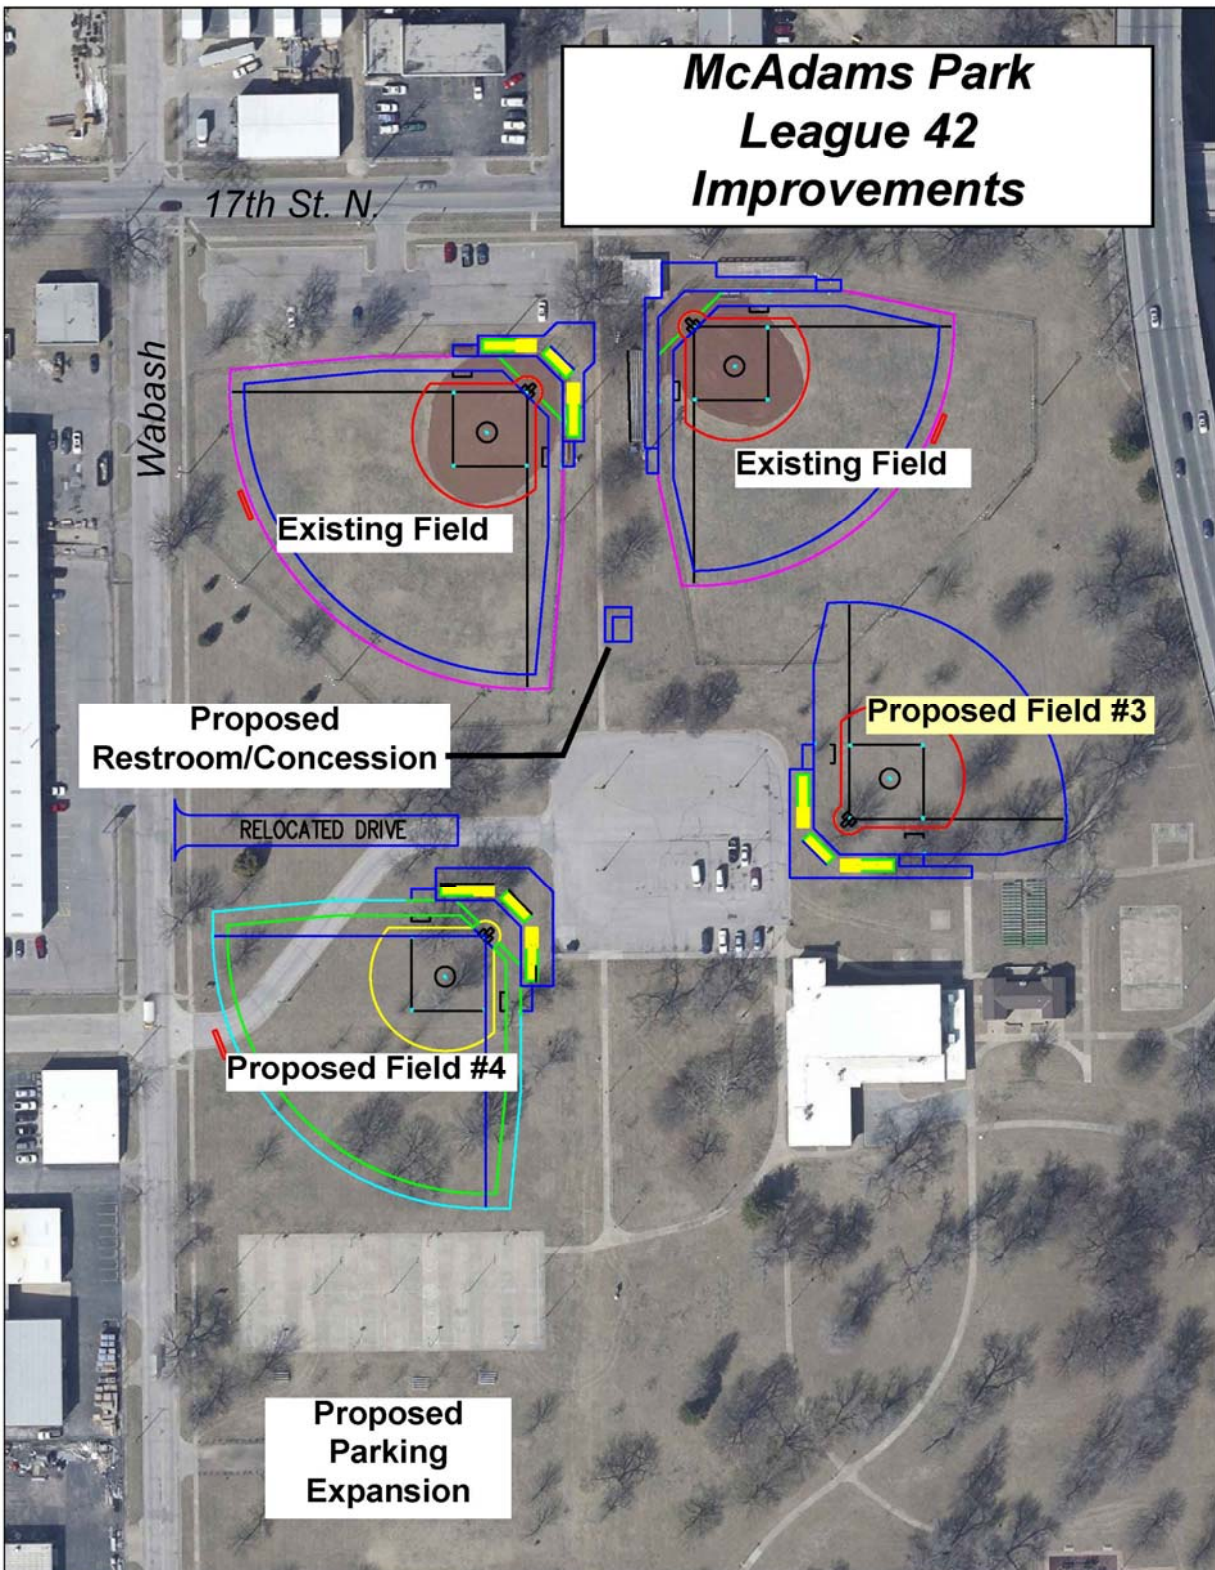 McAdams Park
League 42
Improvements
17th St. N.
Wabash
Existing Field
Existing Field
Proposed
Restroom/Concession
Proposed Field #3
RELOCATED DRIVE
Proposed Field #4
Proposed
Parking
Expansion